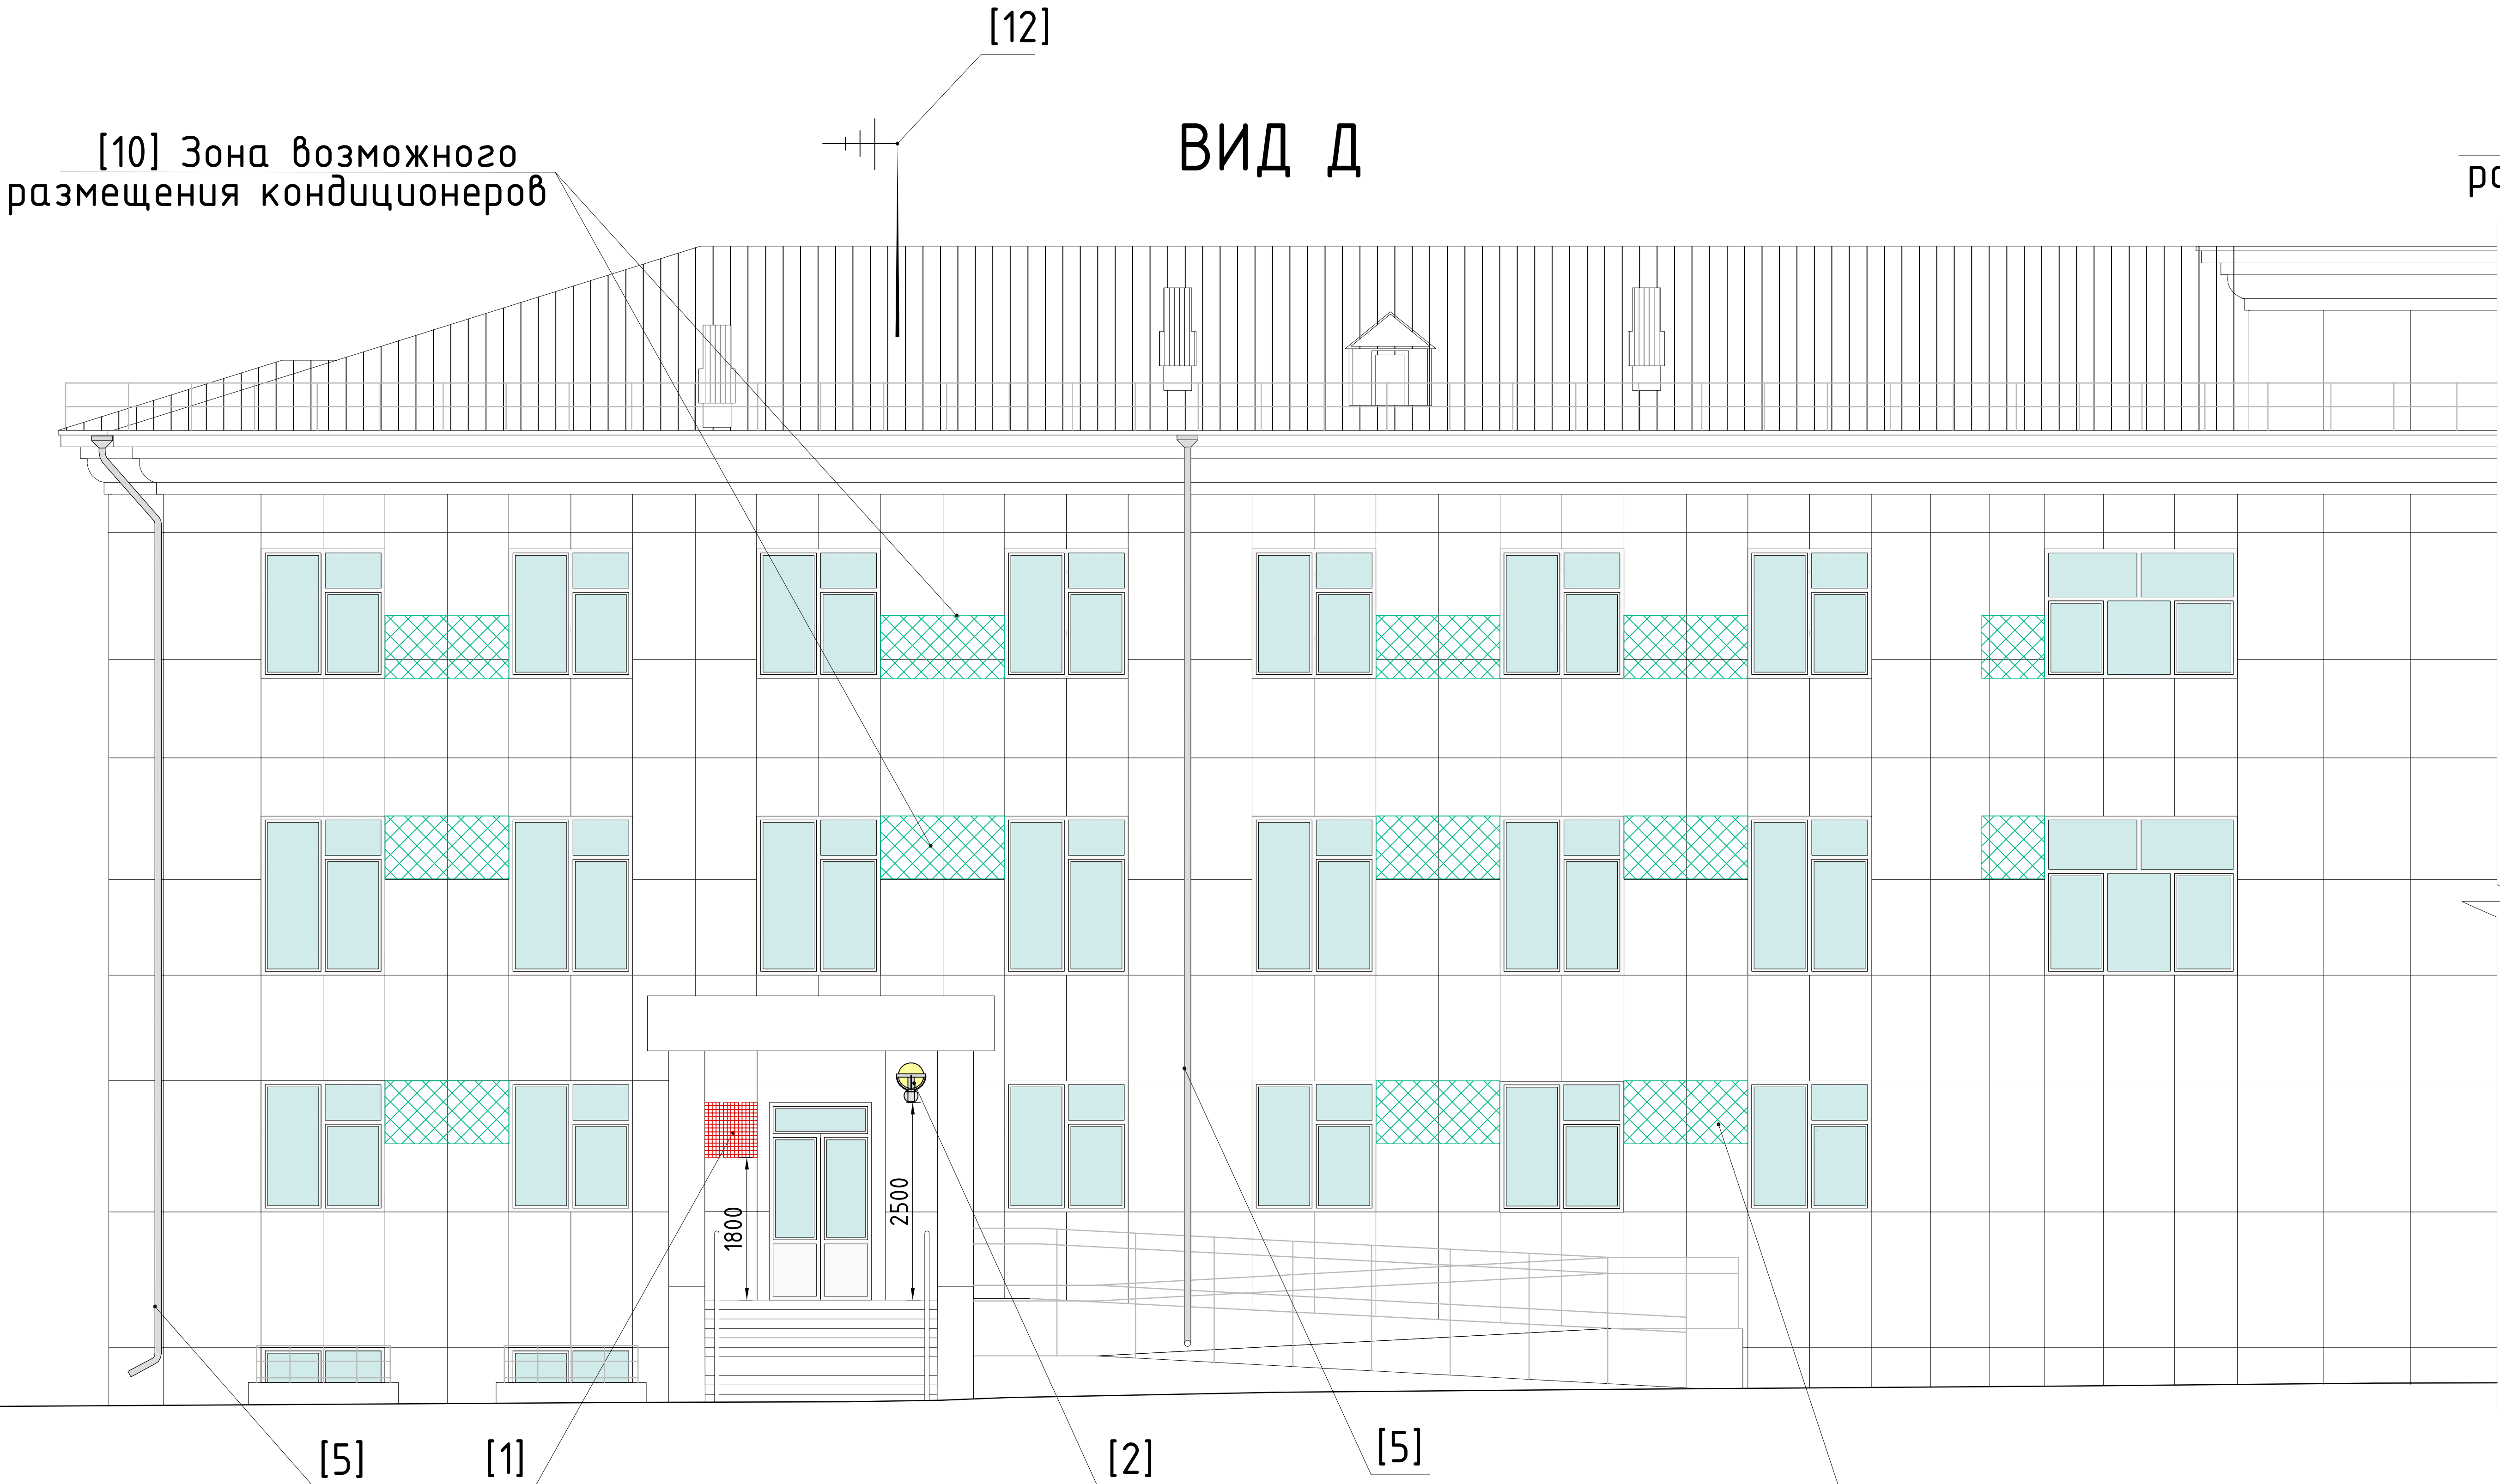 [12]
ВИД Д
[10] Зона возможного
размещения кондиционеров
1800
2500
[5]
[1]
[2]
[5]